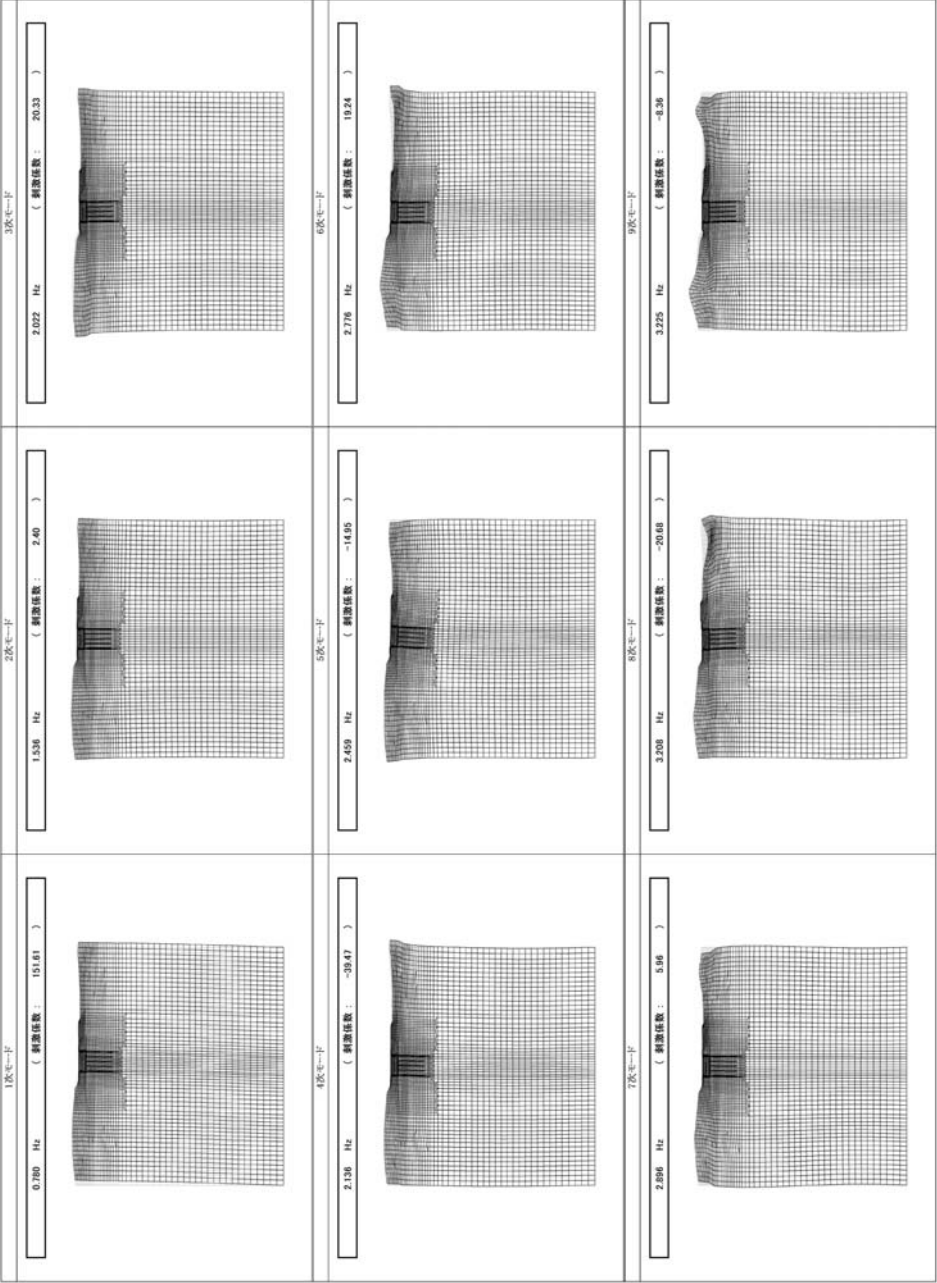 1次モード
0.780 Hz ( 刺激係数 : 151.61 )
2次モード
1.536 Hz ( 刺激係数 : 2.40 )
3次モード
2.022 Hz ( 刺激係数 : 20.33 )
4次モード
2.136 Hz ( 刺激係数 : -39.47 )
5次モード
2.459 Hz ( 刺激係数 : -14.95 )
6次モード
2.776 Hz ( 刺激係数 : 19.24 )
7次モード
2.896 Hz ( 刺激係数 : 5.96 )
8次モード
3.208 Hz ( 刺激係数 : -20.68 )
9次モード
3.225 Hz ( 刺激係数 : -8.36 )